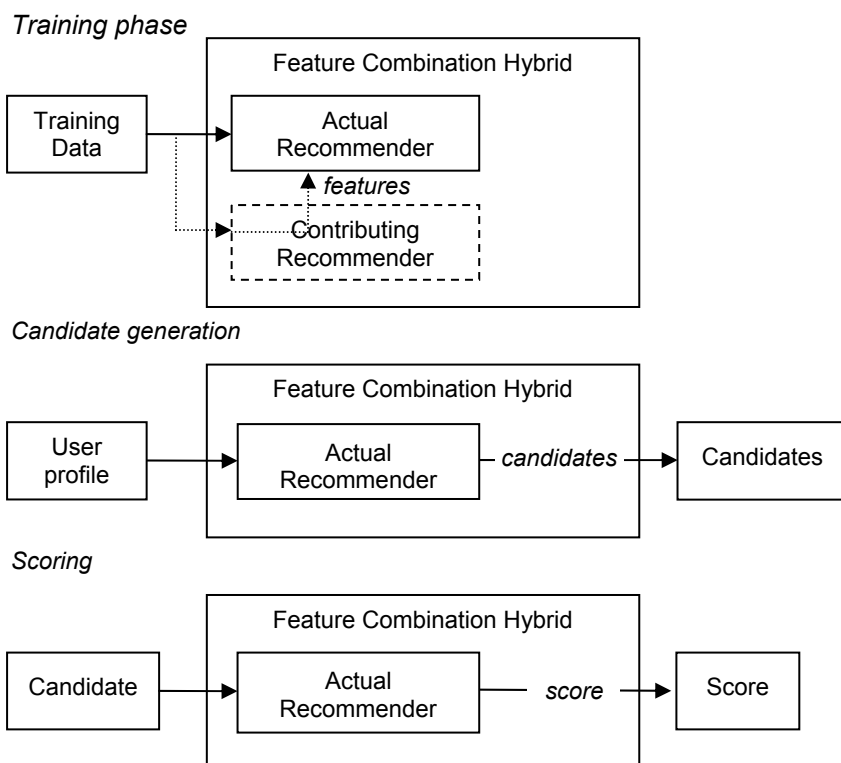 Training phase
Feature Combination Hybrid
Training
Data
Actual
Recommender
features
Contributing
Recommender
Candidate generation
Feature Combination Hybrid
User
profile
Actual
Recommender
candidates
Candidates
Scoring
Feature Combination Hybrid
Candidate
Actual
Recommender
score
Score